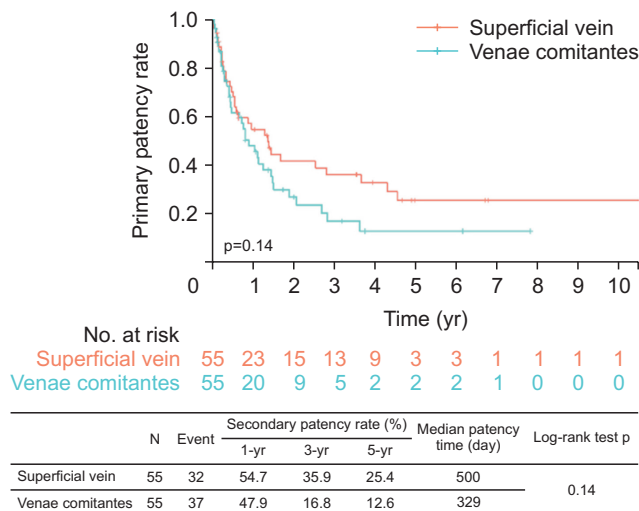 Primary patency rate
1.0
0.8
0.6
0.4
0.2
Superficial vein
Venae comitantes
p=0.14
0 1 2 3 4 5 6 7 8 9 10
Time (yr)
No. at risk
Superficial vein 55 23 15 13 9 3 3 1 1 1 1
Venae comitantes 55 20 9 5 2 2 2 1 0 0 0
N Event Secondary patency rate (%) Median patency time (day) Log-rank test p
1-yr 3-yr 5-yr
Superficial vein 55 32 54.7 35.9 25.4 500
0.14
Venae comitantes 55 37 47.9 16.8 12.6 329